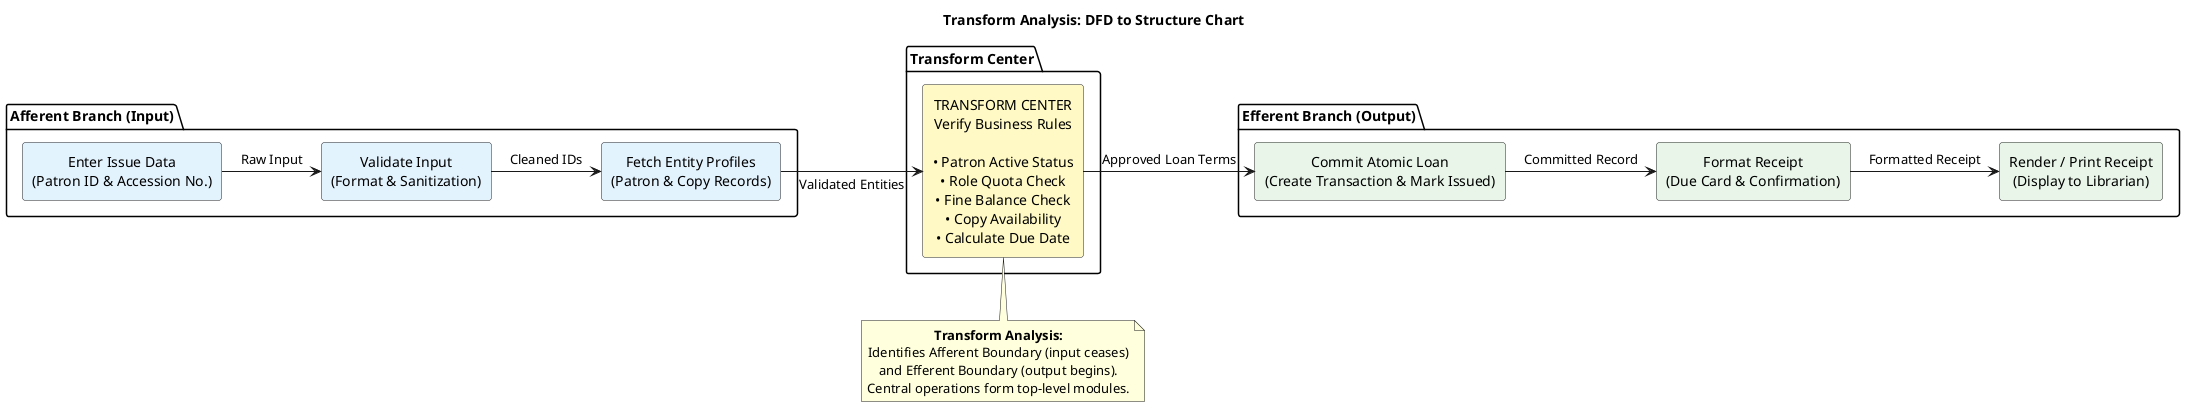 Transform Analysis: DFD to Structure Chart
Afferent Branch (Input)
Enter Issue Data
(Patron ID & Accession No.)
Raw Input
Validate Input
(Format & Sanitization)
Cleaned IDs
Fetch Entity Profiles
(Patron & Copy Records)
Validated Entities
Transform Center
TRANSFORM CENTER
Verify Business Rules
• Patron Active Status
• Role Quota Check
• Fine Balance Check
• Copy Availability
• Calculate Due Date
Approved Loan Terms
Efferent Branch (Output)
Commit Atomic Loan
(Create Transaction & Mark Issued)
Committed Record
Format Receipt
(Due Card & Confirmation)
Formatted Receipt
Render / Print Receipt
(Display to Librarian)
Transform Analysis:
Identifies Afferent Boundary (input ceases)
and Efferent Boundary (output begins).
Central operations form top-level modules.